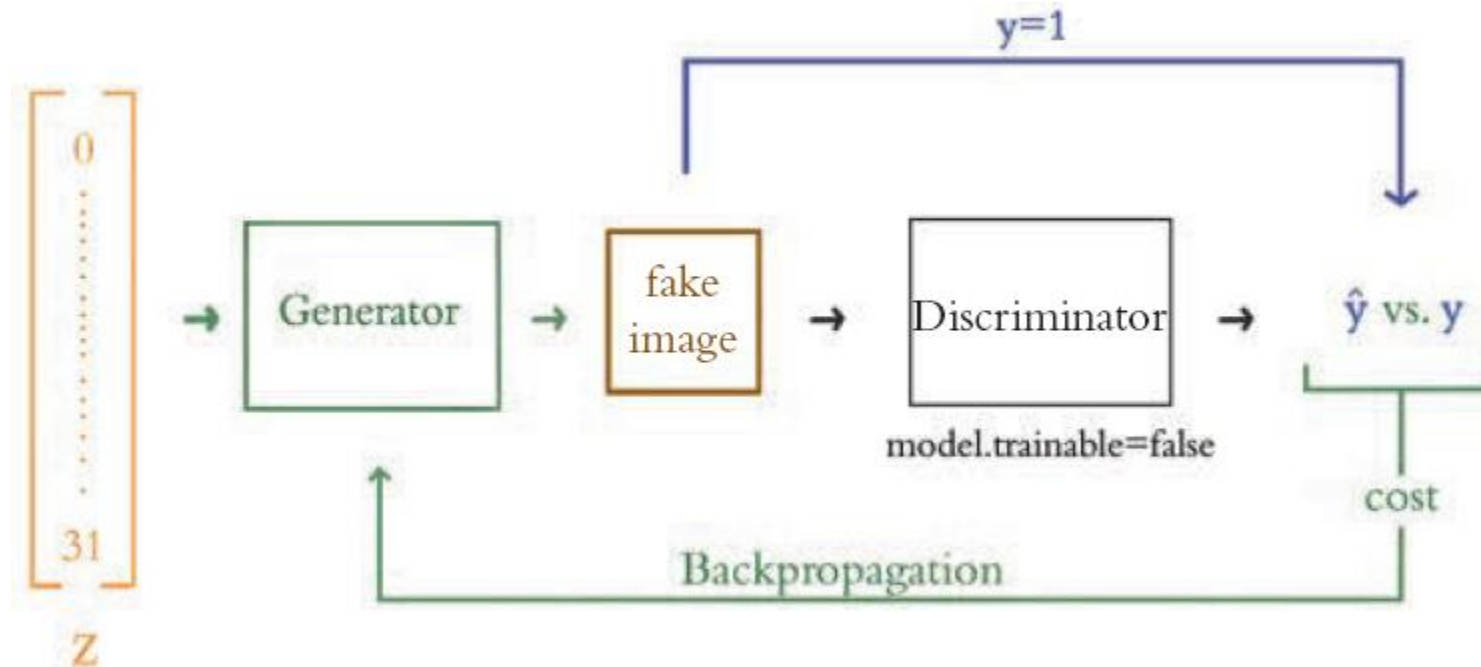 y=1
0
31
z
Generator
fake
image
Discriminator
model.trainable=false
ŷ vs. y
cost
Backpropagation